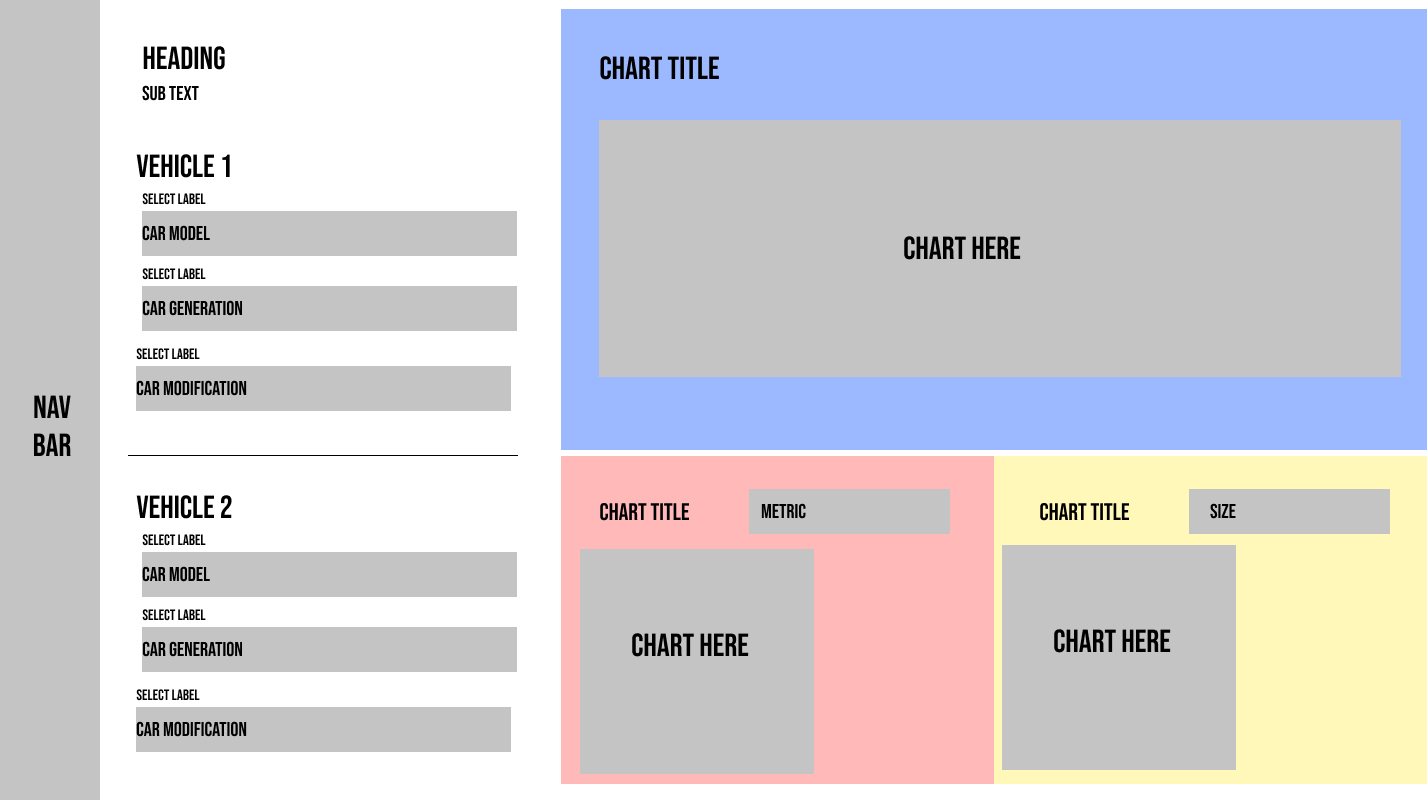 NAV
BAR
HEADING
SUB TEXT
VEHICLE 1
SELECT LABEL
CAR MODEL
SELECT LABEL
CAR GENERATION
SELECT LABEL
CAR MODIFICATION
VEHICLE 2
SELECT LABEL
CAR MODEL
SELECT LABEL
CAR GENERATION
SELECT LABEL
CAR MODIFICATION
CHART TITLE
CHART HERE
CHART TITLE
METRIC
CHART HERE
CHART TITLE
SIZE
CHART HERE